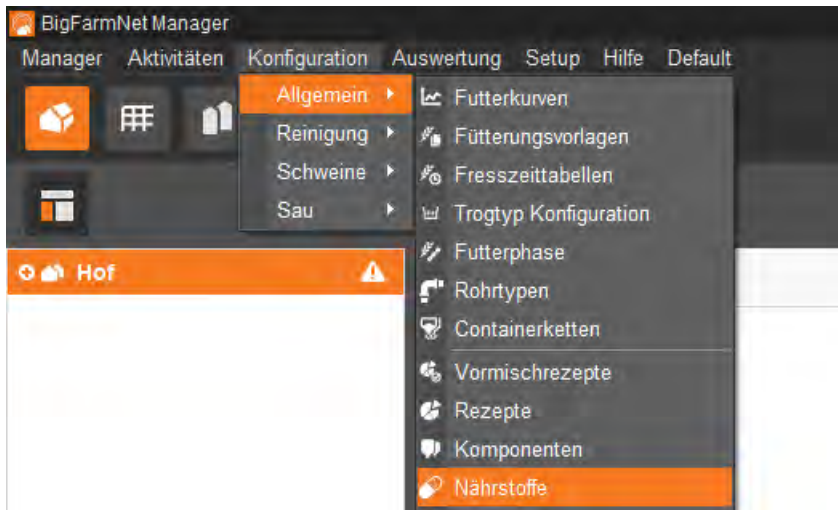 BigFarmNet Manager
Manager Aktivitäten Konfiguration Auswertung Setup Hilfe Default
Allgemein
Reinigung
Schweine
Sau
Futterkurven
Fütterungsvorlagen
Fresszeittabellen
Trogtyp Konfiguration
Futterphase
Rohrtypen
Containerketten
Vormischrezepte
Rezepte
Komponenten
Nährstoffe
Hof